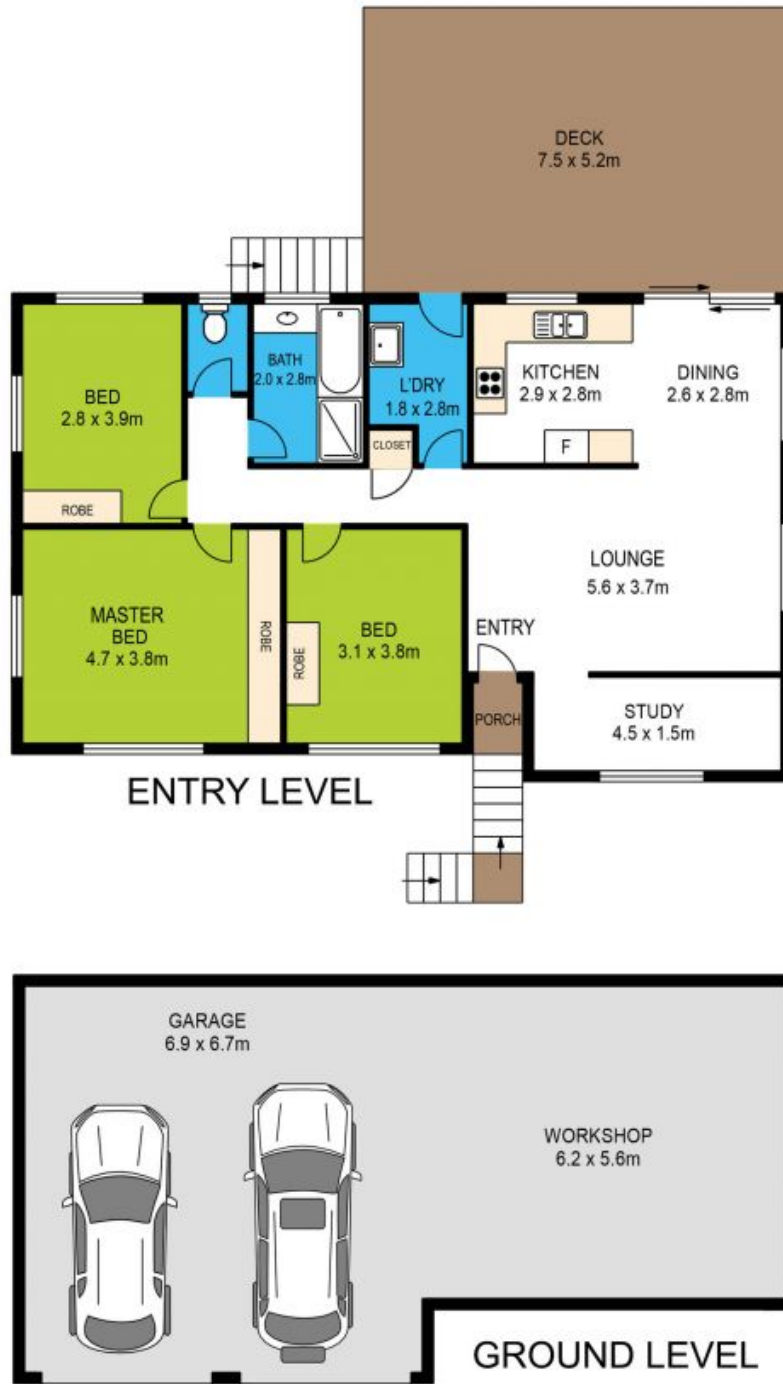 DECK
7.5 x 5.2m
BATH
2.0 x 2.8m
BED
2.8 x 3.9m
L'DRY
1.8 x 2.8m
KITCHEN
2.9 x 2.8m
DINING
2.6 x 2.8m
F
CLOSET
ROBE
LOUNGE
5.6 x 3.7m
MASTER
BED
4.7 x 3.8m
ROBE
BED
3.1 x 3.8m
ROBE
ENTRY
PORCH
STUDY
4.5 x 1.5m
ENTRY LEVEL
GARAGE
6.9 x 6.7m
WORKSHOP
6.2 x 5.6m
GROUND LEVEL